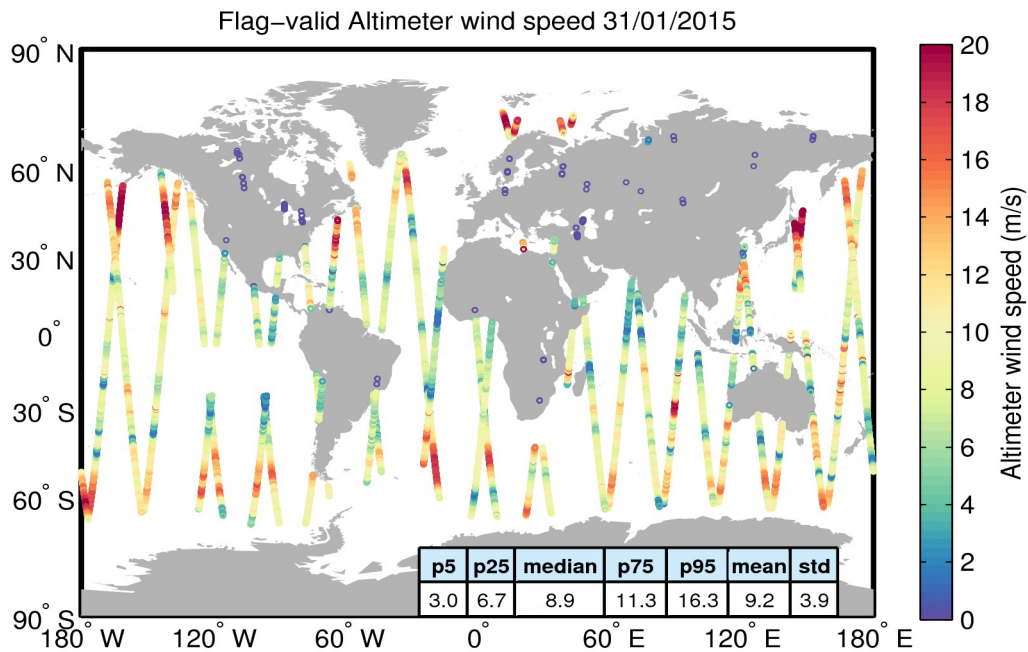 Flag−valid Altimeter wind speed 31/01/2015
90° N
60° N
30° N
0°
30° S
60° S
90° S
180° W
120° W
60° W
0°
60° E
120° E
180° E
p5 p25 median p75 p95 mean std
3.0 6.7 8.9 11.3 16.3 9.2 3.9
20
18
16
14
12
10
8
6
4
2
0
Altimeter wind speed (m/s)